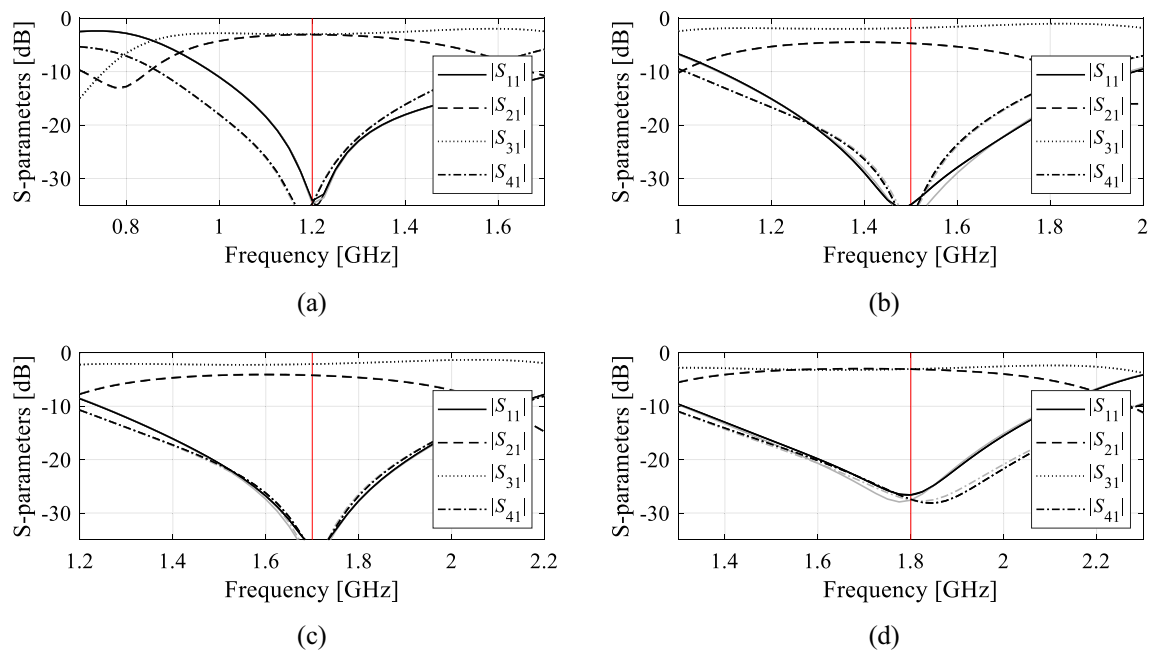 0
-10
-20
-30
S-parameters [dB]
0.8
1
1.2
1.4
1.6
Frequency [GHz]
|S11|
|S21|
|S31|
|S41|
(a)
0
-10
-20
-30
S-parameters [dB]
1
1.2
1.4
1.6
1.8
2
Frequency [GHz]
|S11|
|S21|
|S31|
|S41|
(b)
0
-10
-20
-30
S-parameters [dB]
1.2
1.4
1.6
1.8
2
2.2
Frequency [GHz]
|S11|
|S21|
|S31|
|S41|
(c)
0
-10
-20
-30
S-parameters [dB]
1.4
1.6
1.8
2
2.2
Frequency [GHz]
|S11|
|S21|
|S31|
|S41|
(d)